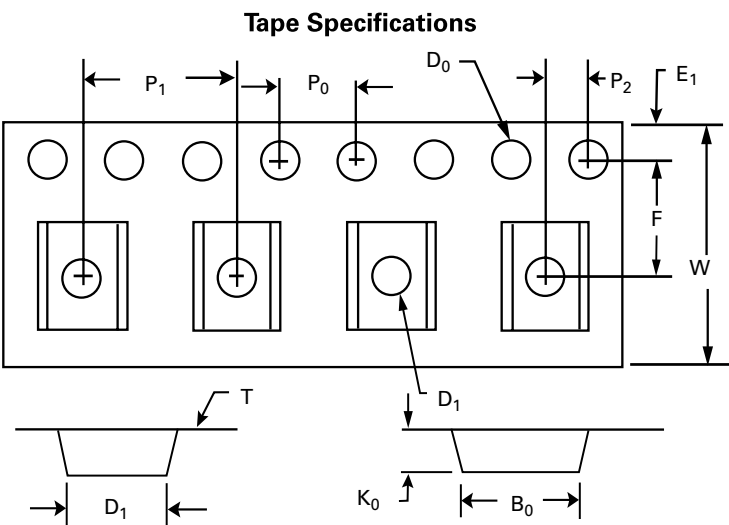 Tape Specifications
P₁
P₀
D₀
P₂
E₁
F
W
D₁
T
K₀
B₀
D₁